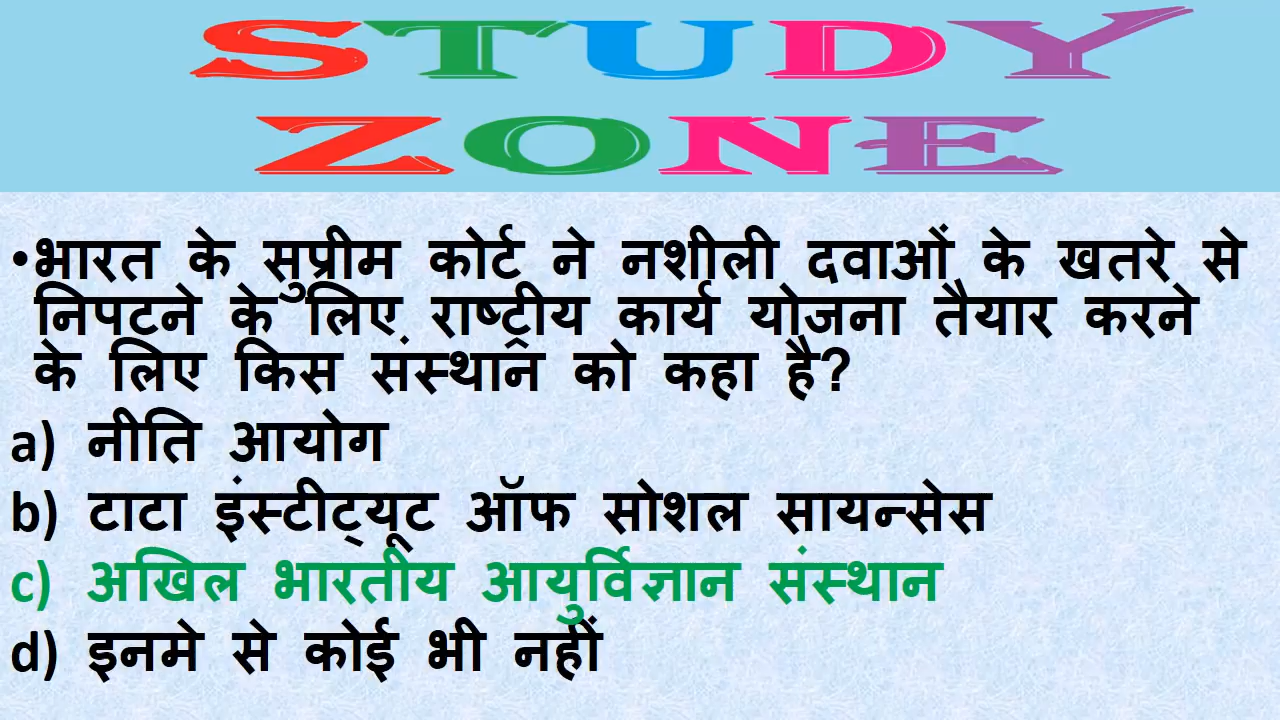 STUDY
ZONE
•भारत के सुप्रीम कोर्ट ने नशीली दवाओं के खतरे से
निपटने के लिए राष्ट्रीय कार्य योजना तैयार करने
के लिए किस संस्थान को कहा है?
a) नीति आयोग
b) टाटा इंस्टीट्यूट ऑफ सोशल सायन्सेस
c) अखिल भारतीय आयुर्विज्ञान संस्थान
d) इनमे से कोई भी नहीं